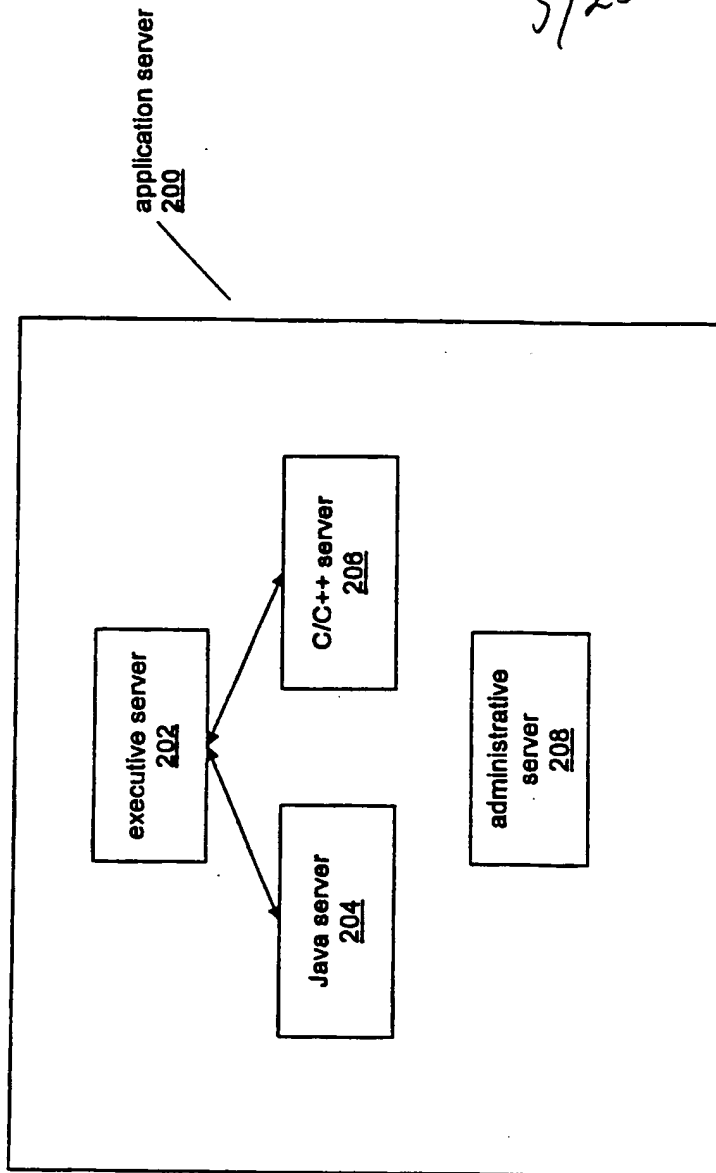 application server
200
executive server
202
Java server
204
C/C++ server
206
administrative
server
208